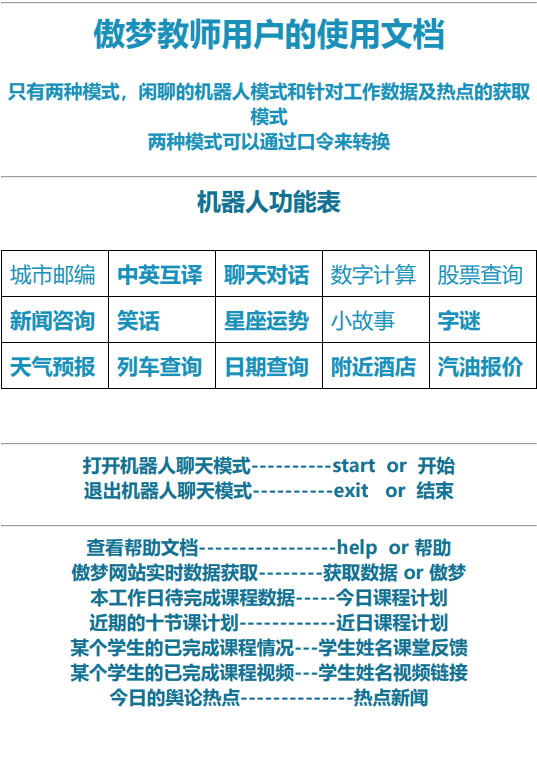 傲梦教师用户的使用文档
只有两种模式，闲聊的机器人模式和针对工作数据及热点的获取
模式
两种模式可以通过口令来转换
机器人功能表
城市邮编 中英互译 聊天对话 数字计算 股票查询
新闻咨询 笑话 星座运势 小故事 字谜
天气预报 列车查询 日期查询 附近酒店 汽油报价
打开机器人聊天模式----------start or 开始
退出机器人聊天模式----------exit or 结束
查看帮助文档-----------------help or 帮助
傲梦网站实时数据获取--------获取数据 or 傲梦
本工作日待完成课程数据-----今日课程计划
近期的十节课计划------------近日课程计划
某个学生的已完成课程情况---学生姓名课堂反馈
某个学生的已完成课程视频---学生姓名视频链接
今日的舆论热点--------------热点新闻